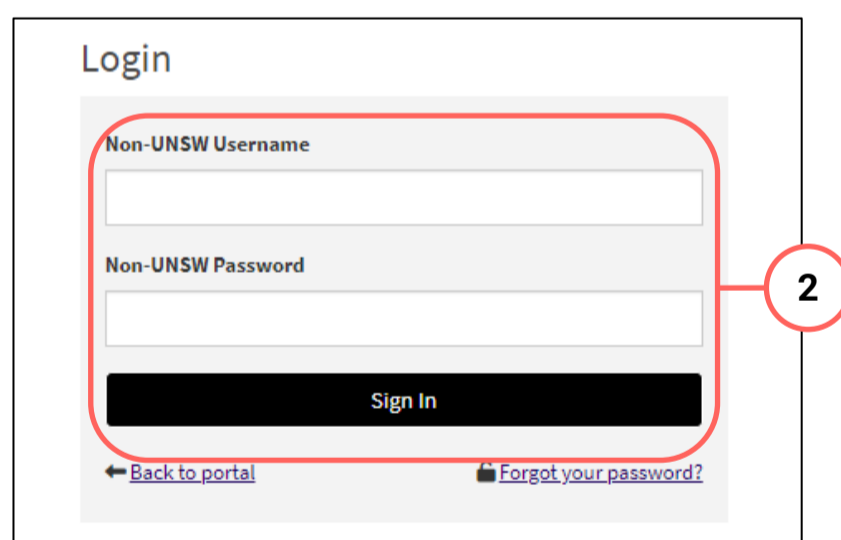 Login
Non-UNSW Username
Non-UNSW Password
2
Sign In
Back to portal Forgot your password?